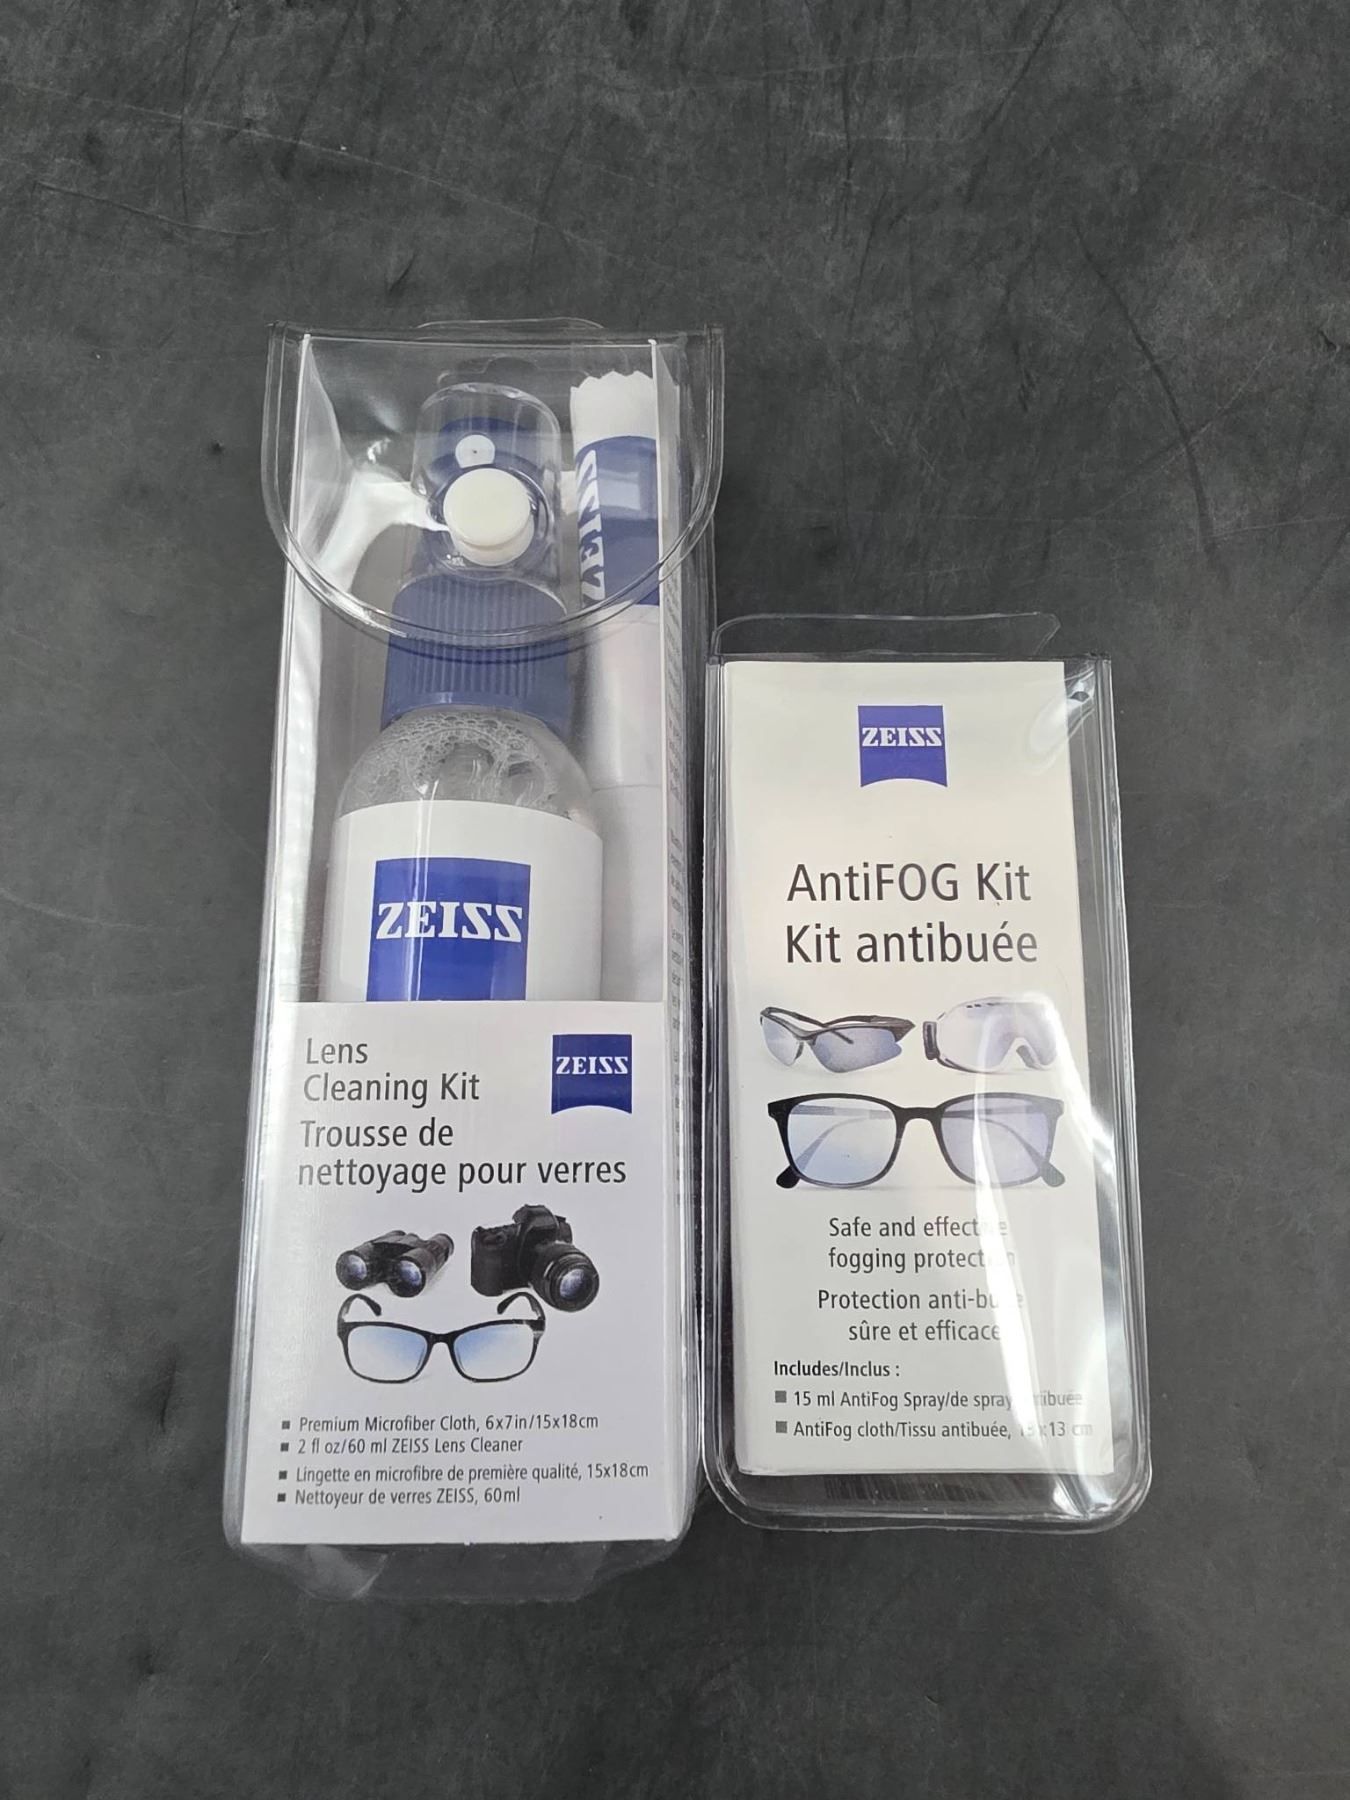 ZEISS
ZEISS
Lens
Cleaning Kit
ZEISS
Trousse de
nettoyage pour verres
Premium Microfiber Cloth, 6x7in/15x18cm
2 fl oz/60 ml ZEISS Lens Cleaner
Lingette en microfibre de première qualité, 15x18cm
Nettoyeur de verres ZEISS, 60ml
ZEISS
AntiFOG Kit
Kit antibuée
Safe and effective
fogging protection
Protection anti-buée
sûre et efficace
Includes/Inclus :
15 ml AntiFog Spray/de spray antibuée
AntiFog cloth/Tissu antibuée, 13 cm